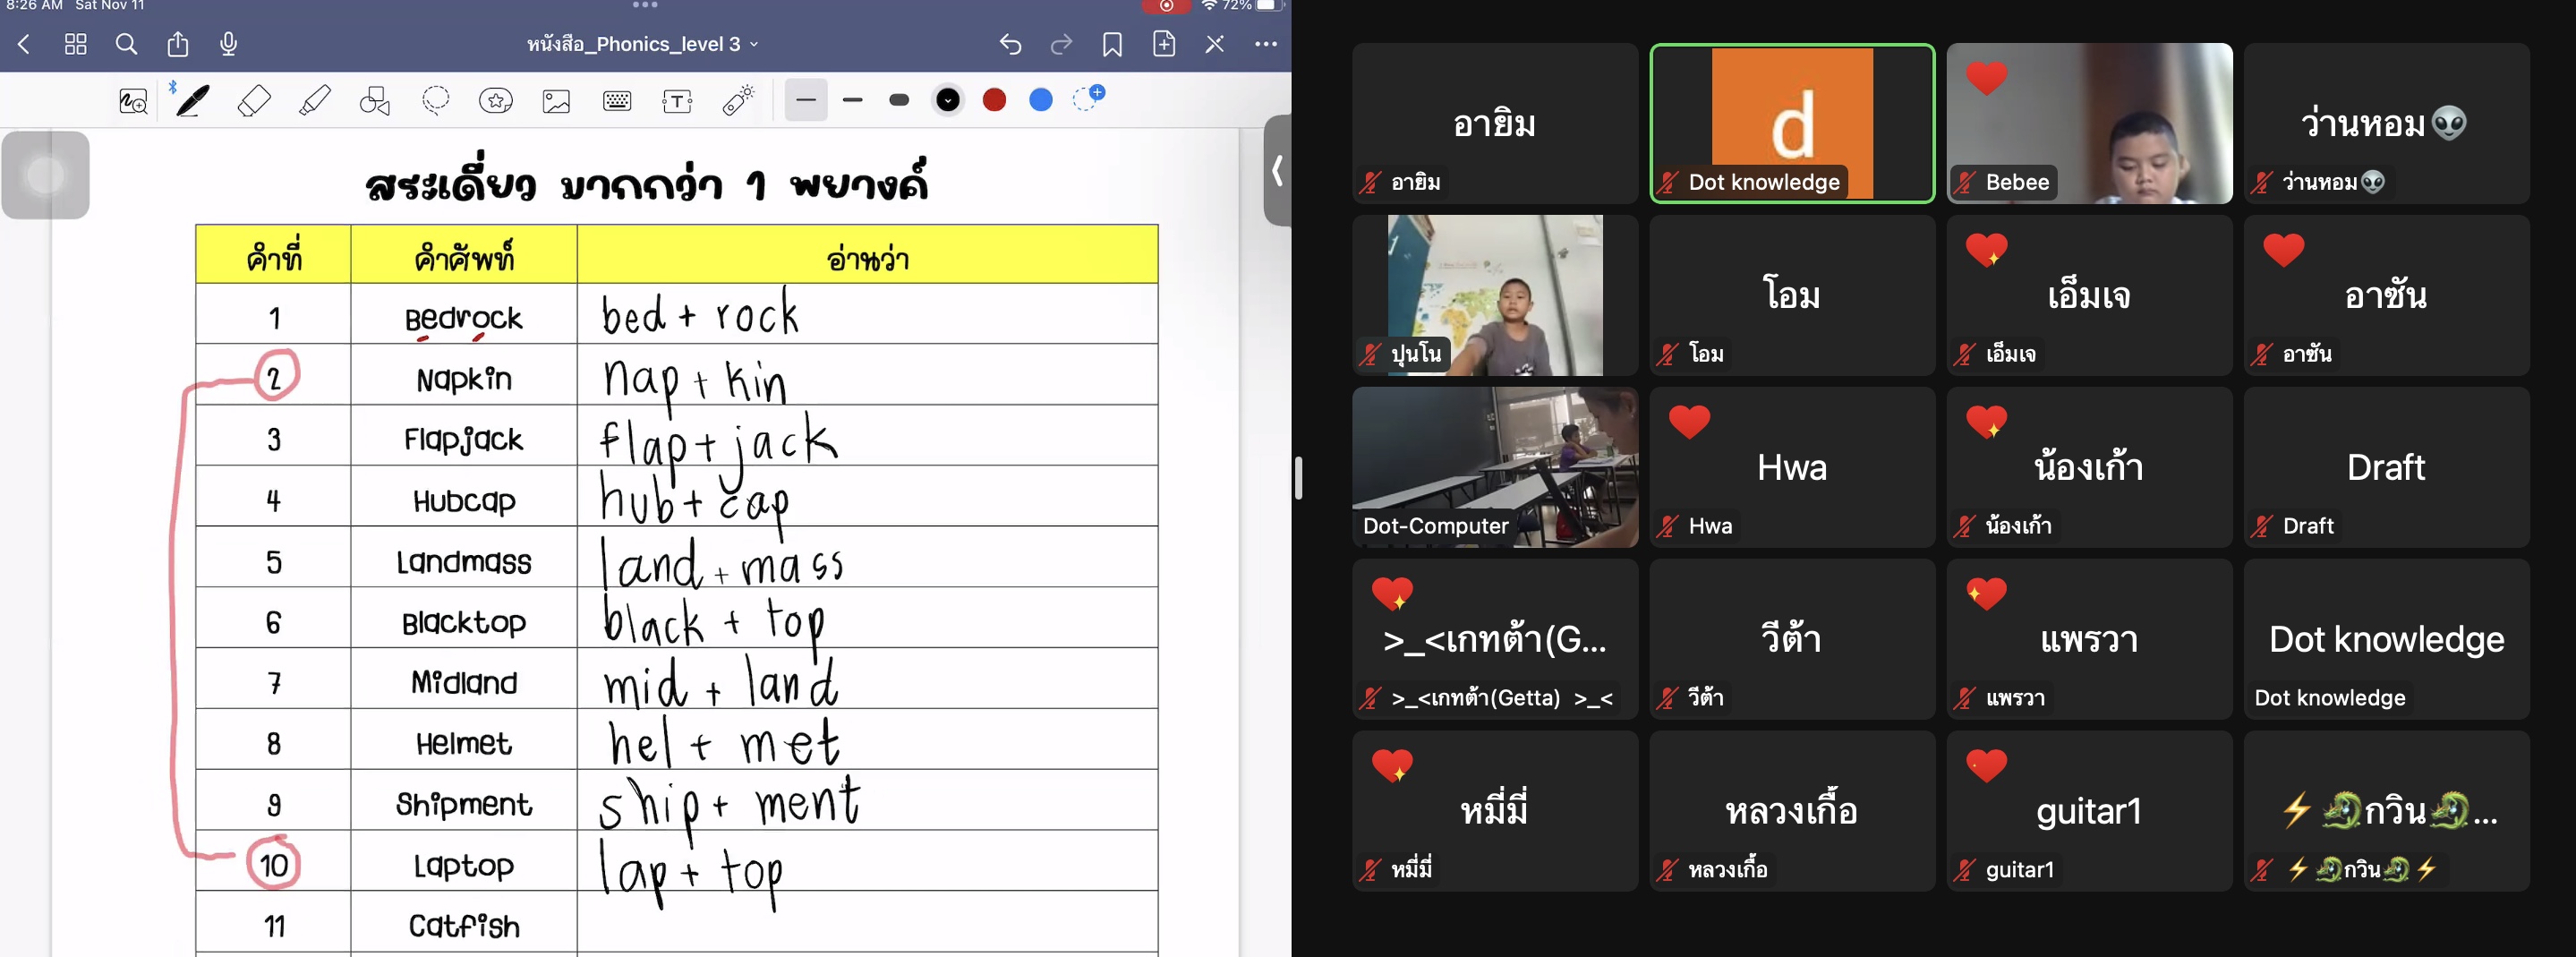 8:26 AM Sat Nov 11
72%
หนังสือ_Phonics_level 3
สระเดี่ยว มากกว่า 1 พยางค์
คำที่ คำศัพท์ อ่านว่า
1 Bedrock bed + rock
2 Napkin nap + kin
3 Flapjack flap + jack
4 Hubcap hub + cap
5 Landmass land + mass
6 Blacktop black + top
7 Midland mid + land
8 Helmet hel + met
9 Shipment ship + ment
10 Laptop lap + top
11 Catfish
อายิม d ว่านหอม👽
อายิม Dot knowledge Bebee ว่านหอม👽
โอม เอ็มเจ อาซัน
ปุนโน โอม เอ็มเจ อาซัน
Hwa น้องเก้า Draft
Dot-Computer Hwa น้องเก้า Draft
>_<เกทต้า(G... วีต้า แพรวา Dot knowledge
>_<เกทต้า(Getta) >_< วีต้า แพรวา Dot knowledge
หมี่มี่ หลวงเกื้อ guitar1 ⚡🐉กวิน🐉...
หมี่มี่ หลวงเกื้อ guitar1 ⚡🐉กวิน🐉⚡